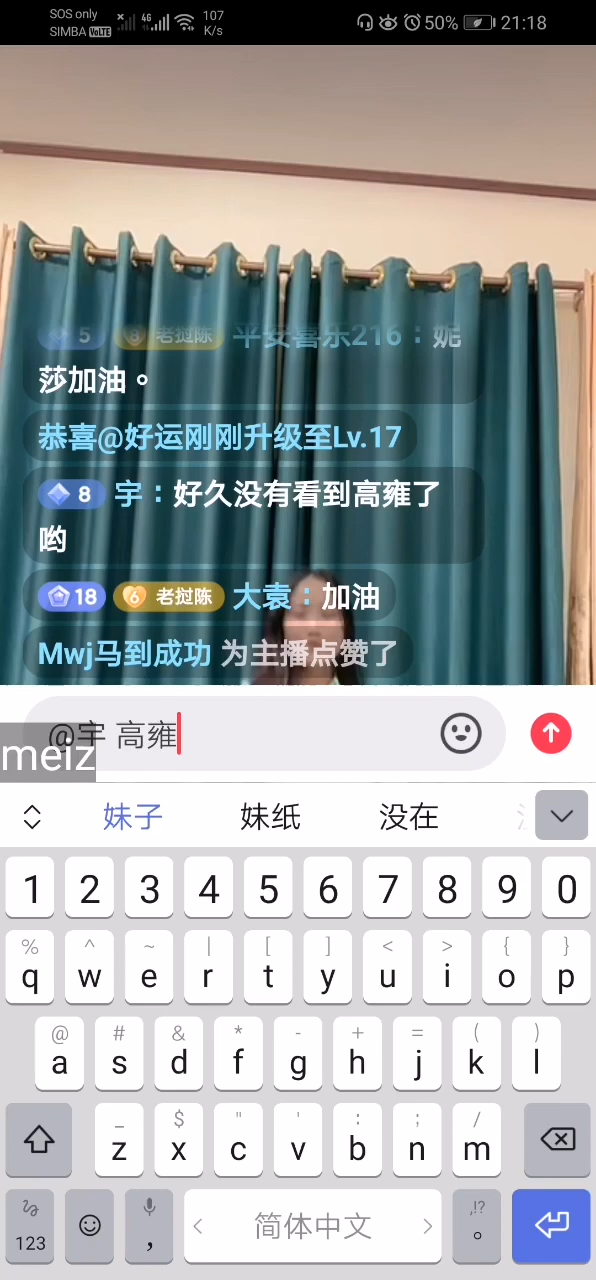 SOS only
SIMBA VoLTE
4G
107
K/s
50%
21:18
5 8 老挝陈 平安喜乐216：妮
莎加油。
恭喜@好运刚刚升级至Lv.17
8 宇：好久没有看到高雍了
哟
18 6 老挝陈 大袁：加油
Mwj马到成功 为主播点赞了
@宇 高雍
meiz
妹子 妹纸 没在
1 2 3 4 5 6 7 8 9 0
% ^ ~ | [ ] < > { }
q w e r t y u i o p
@ # & * - + = ( )
a s d f g h j k l
_ $ " ' : ; /
z x c v b n m
123 , 简体中文 ,!? 。